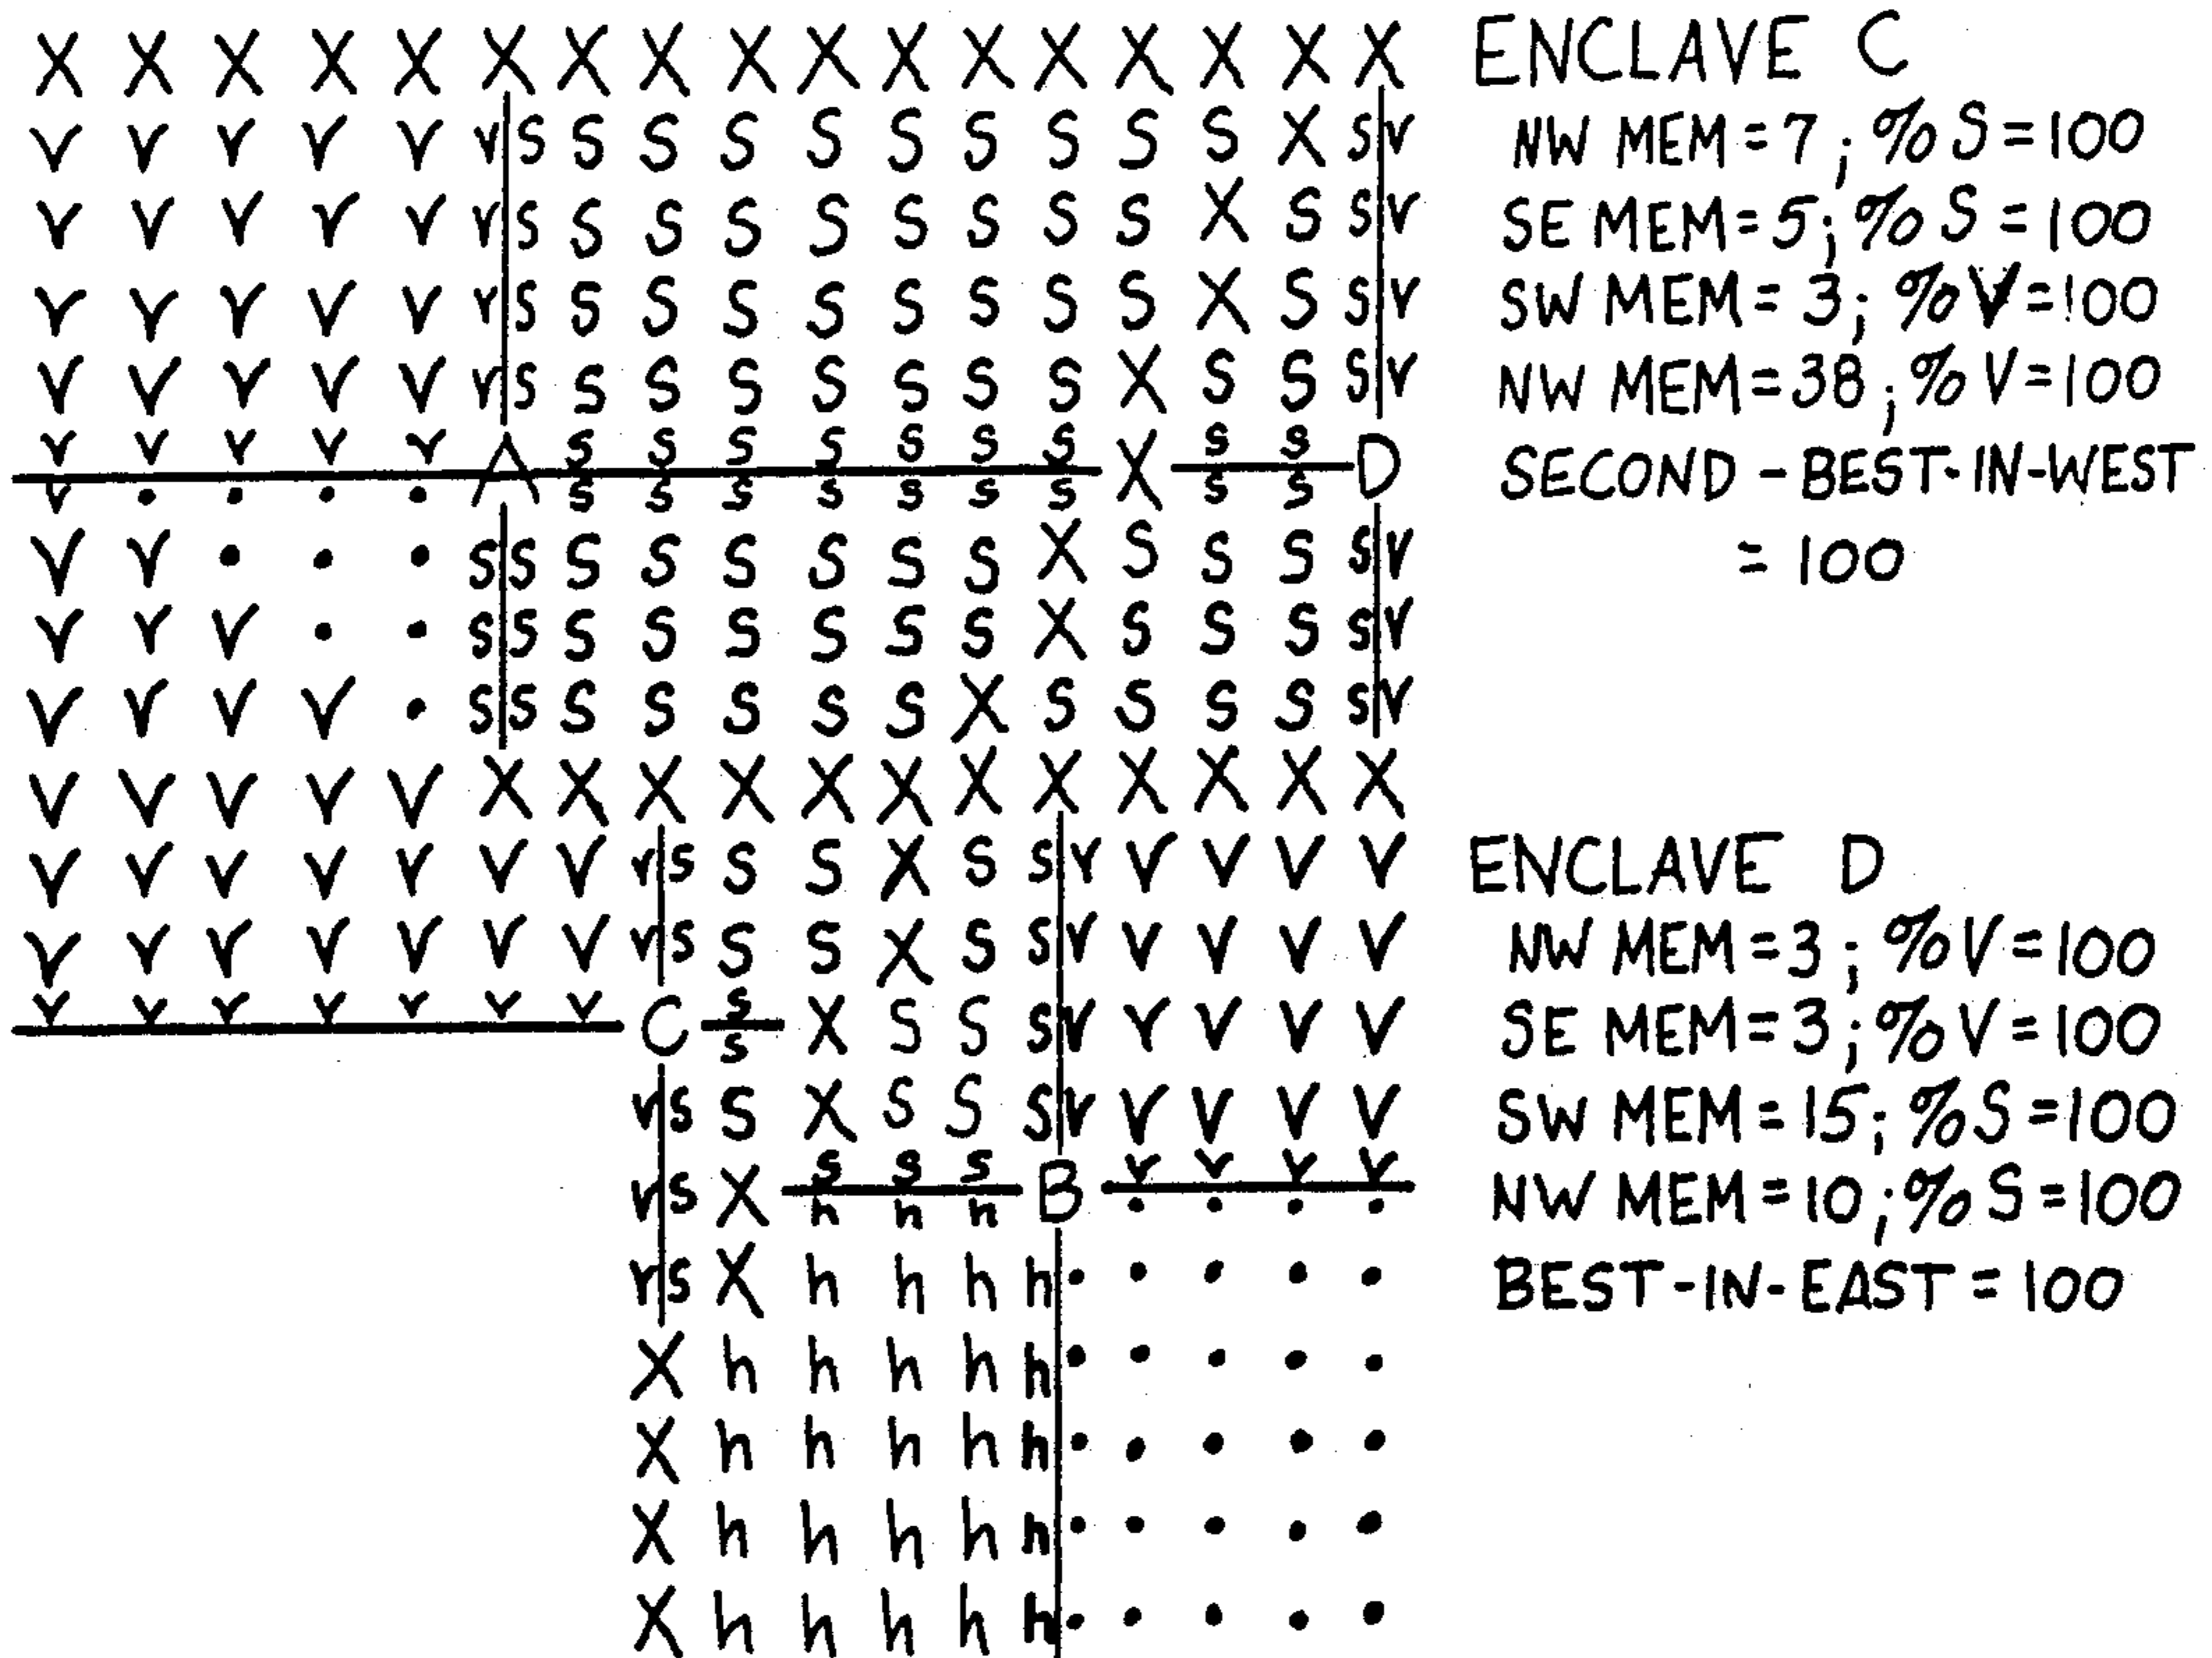 X X X X X X X X X X X X X X X X X ENCLAVE C
V V V V V V S S S S S S S S S X S V NW MEM = 7; % S = 100
V V V V V V S S S S S S S S X S S V SE MEM = 5; % S = 100
V V V V V V S S S S S S S S S X S S V SW MEM = 3; % V = 100
V V V V V V S S S S S S S S X S S S V NW MEM = 38; % V = 100
V V V V V S S S S S S S S S
A X D SECOND-BEST-IN-WEST
V • • • • S S S S S S S S S
V V • • • S S S S S S S S X S S S S V = 100
V V V • • S S S S S S S S X S S S S V
V V V V • S S S S S S S X S S S S S V
V V V V V X X X X X X X X X X X X
V V V V V V V V S S S X S S V V V V V ENCLAVE D
V V V V V V V V S S S X S S V V V V V NW MEM = 3; % V = 100
V V V V V V V S
C X S S S V V V V V SE MEM = 3; % V = 100
S
V S S X S S S V V V V V SW MEM = 15; % S = 100
S S S V V V V
V S X B NW MEM = 10; % S = 100
h h h • • • •
V S X h h h h • • • • • BEST-IN-EAST = 100
X h h h h h • • • • •
X h h h h h • • • • •
X h h h h h • • • • •
X h h h h h • • • • •